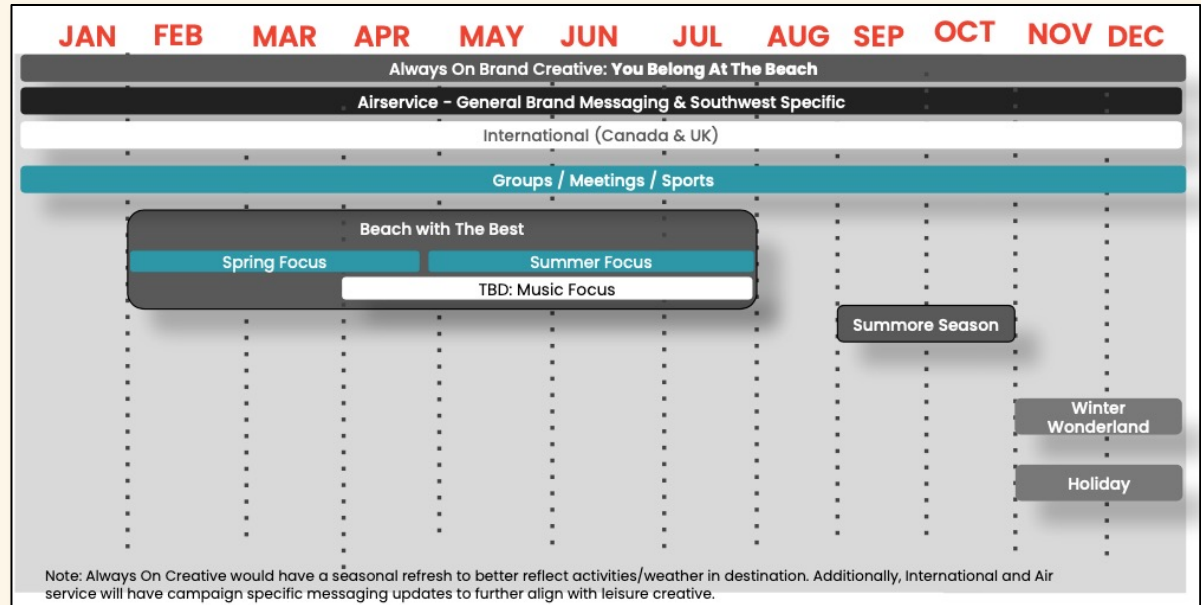 JAN FEB MAR APR MAY JUN JUL AUG SEP OCT NOV DEC
Always On Brand Creative: You Belong At The Beach
Airservice - General Brand Messaging & Southwest Specific
International (Canada & UK)
Groups / Meetings / Sports
Beach with The Best
Spring Focus
Summer Focus
TBD: Music Focus
Summore Season
Winter
Wonderland
Holiday
Note: Always On Creative would have a seasonal refresh to better reflect activities/weather in destination. Additionally, International and Air
service will have campaign specific messaging updates to further align with leisure creative.